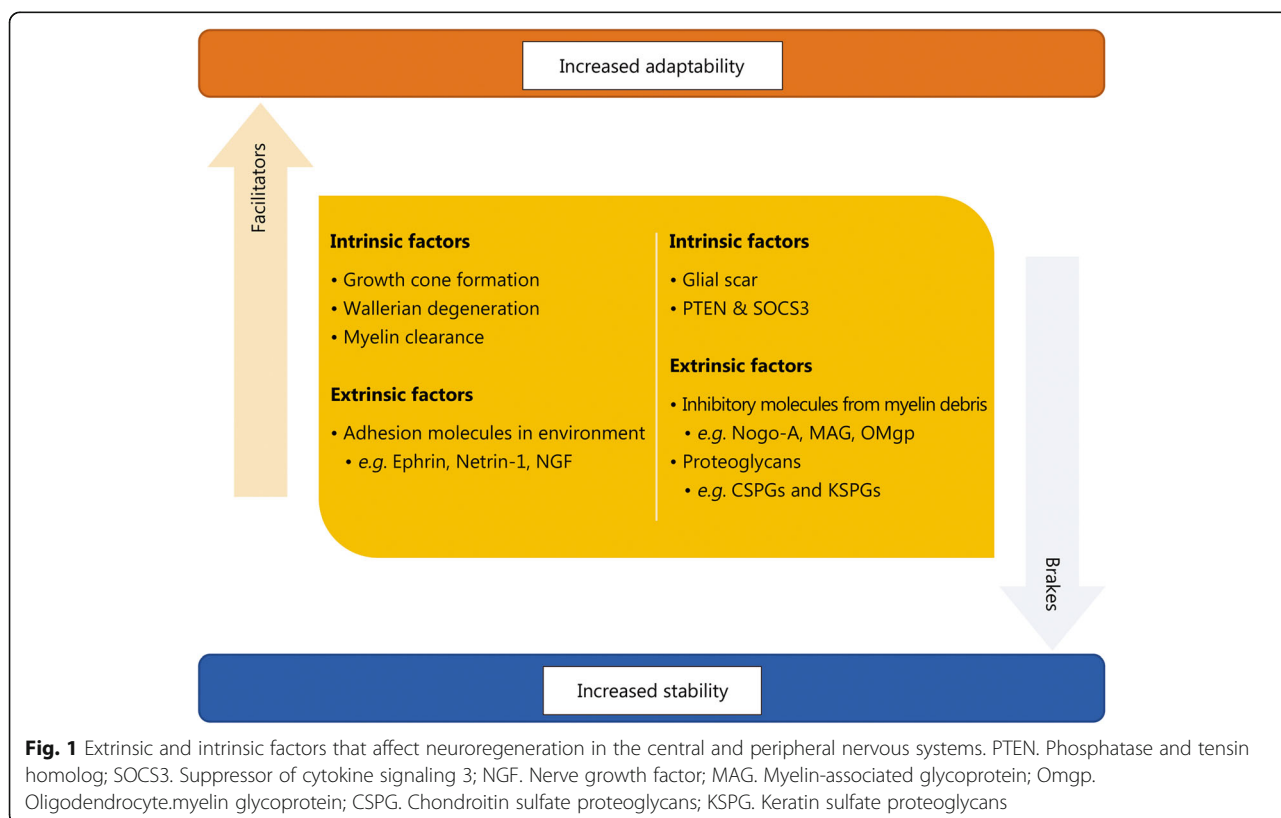 Increased adaptability
Facilitators
Intrinsic factors
• Growth cone formation
• Wallerian degeneration
• Myelin clearance
Extrinsic factors
• Adhesion molecules in environment
• e.g. Ephrin, Netrin-1, NGF
Intrinsic factors
• Glial scar
• PTEN & SOCS3
Extrinsic factors
• Inhibitory molecules from myelin debris
• e.g. Nogo-A, MAG, OMgp
• Proteoglycans
• e.g. CSPGs and KSPGs
Brakes
Increased stability
Fig. 1 Extrinsic and intrinsic factors that affect neuroregeneration in the central and peripheral nervous systems. PTEN. Phosphatase and tensin
homolog; SOCS3. Suppressor of cytokine signaling 3; NGF. Nerve growth factor; MAG. Myelin-associated glycoprotein; Omgp.
Oligodendrocyte.myelin glycoprotein; CSPG. Chondroitin sulfate proteoglycans; KSPG. Keratin sulfate proteoglycans